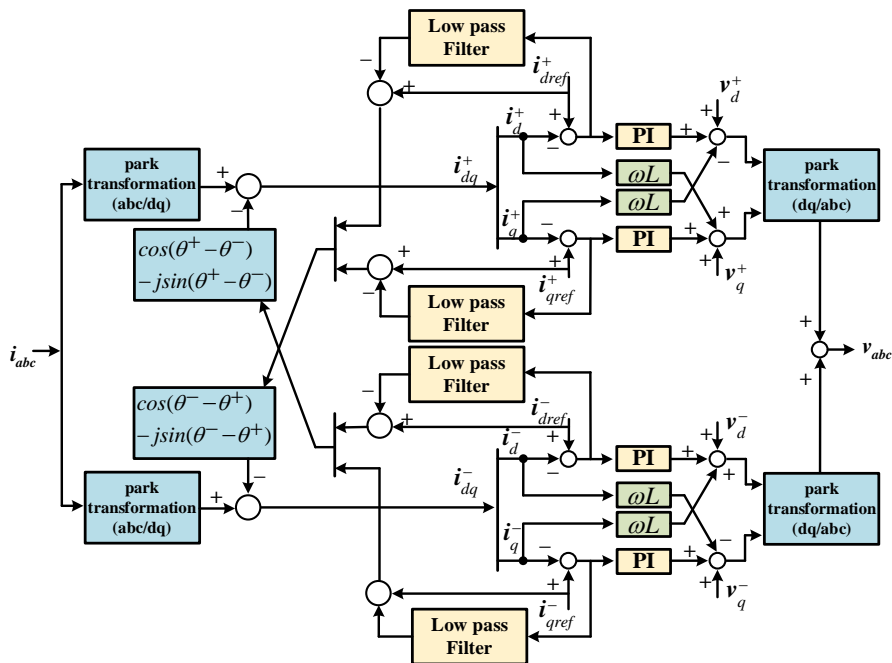 Low pass
Filter
−
+
i⁺dref
i⁺d
+
−
PI
+
v⁺d
+
−
park
transformation
(abc/dq)
+
−
i⁺dq
ωL
ωL
park
transformation
(dq/abc)
i⁺q
−
+
PI
+
+
+
v⁺q
cos(θ⁺−θ⁻)
−jsin(θ⁺−θ⁻)
+
−
i⁺qref
Low pass
Filter
iabc
+
+
vabc
cos(θ⁻−θ⁺)
−jsin(θ⁻−θ⁺)
Low pass
Filter
−
+
i⁻dref
i⁻d
+
−
PI
+
v⁻d
+
+
park
transformation
(abc/dq)
+
−
i⁻dq
ωL
ωL
park
transformation
(dq/abc)
i⁻q
−
+
PI
+
−
+
v⁻q
+
i⁻qref
Low pass
Filter